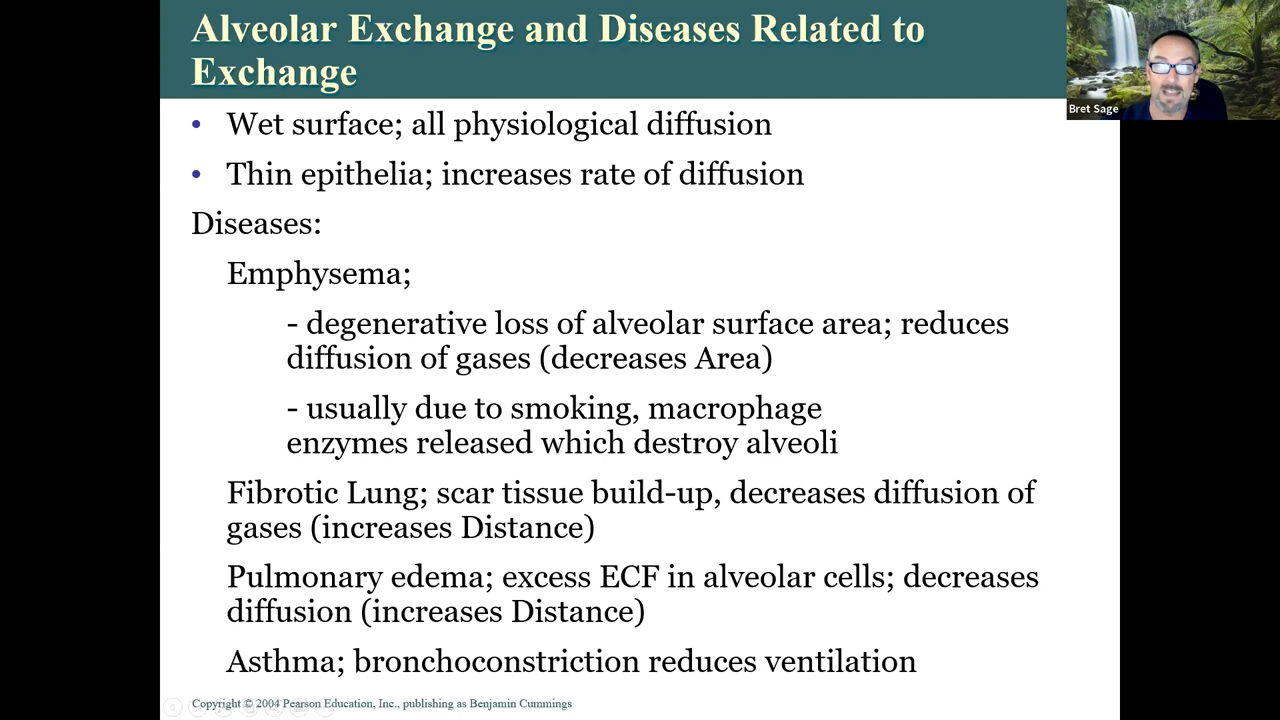 Alveolar Exchange and Diseases Related to
Exchange
Bret Sage
• Wet surface; all physiological diffusion
• Thin epithelia; increases rate of diffusion
Diseases:
Emphysema;
- degenerative loss of alveolar surface area; reduces
diffusion of gases (decreases Area)
- usually due to smoking, macrophage
enzymes released which destroy alveoli
Fibrotic Lung; scar tissue build-up, decreases diffusion of
gases (increases Distance)
Pulmonary edema; excess ECF in alveolar cells; decreases
diffusion (increases Distance)
Asthma; bronchoconstriction reduces ventilation
Copyright © 2004 Pearson Education, Inc., publishing as Benjamin Cummings